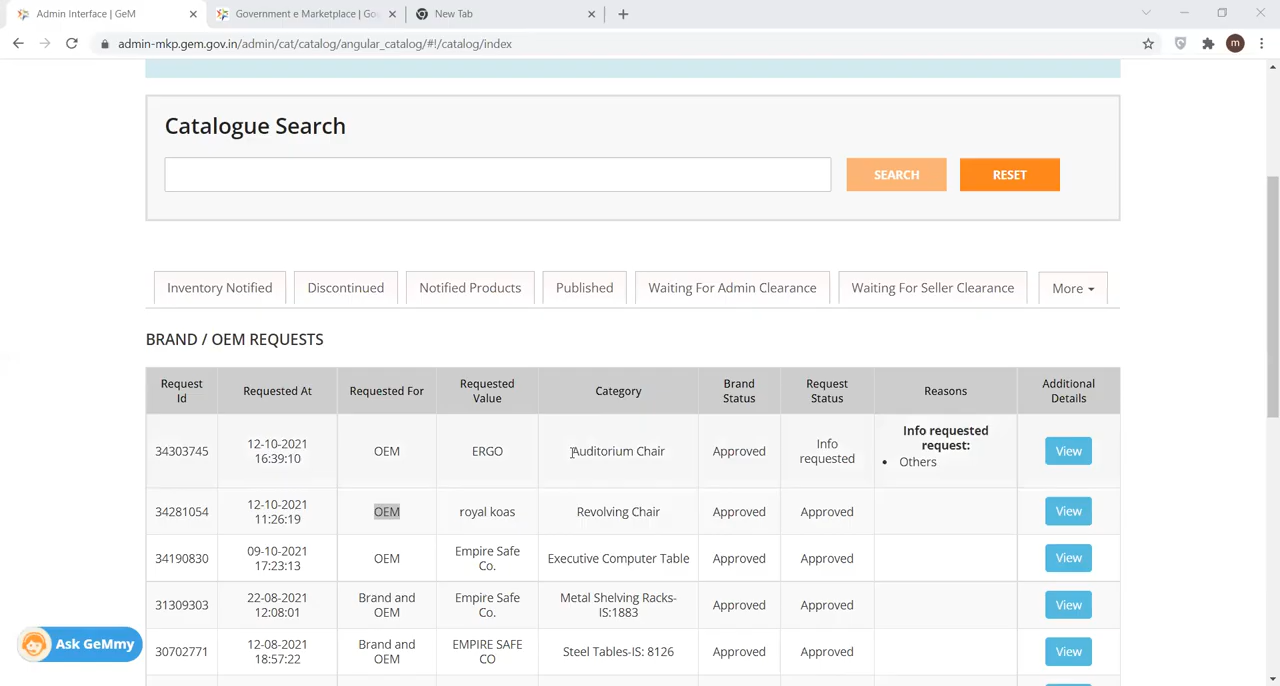 Admin Interface | GeM
Government e Marketplace | Go
New Tab
admin-mkp.gem.gov.in/admin/cat/catalog/angular_catalog/#!/catalog/index
m
Catalogue Search
SEARCH
RESET
Inventory Notified
Discontinued
Notified Products
Published
Waiting For Admin Clearance
Waiting For Seller Clearance
More
BRAND / OEM REQUESTS
Request Id
Requested At
Requested For
Requested Value
Category
Brand Status
Request Status
Reasons
Additional Details
34303745
12-10-2021
16:39:10
OEM
ERGO
Auditorium Chair
Approved
Info
requested
Info requested
request:
• Others
View
34281054
12-10-2021
11:26:19
OEM
royal koas
Revolving Chair
Approved
Approved
View
34190830
09-10-2021
17:23:13
OEM
Empire Safe
Co.
Executive Computer Table
Approved
Approved
View
31309303
22-08-2021
12:08:01
Brand and
OEM
Empire Safe
Co.
Metal Shelving Racks-
IS:1883
Approved
Approved
View
30702771
12-08-2021
18:57:22
Brand and
OEM
EMPIRE SAFE
CO
Steel Tables-IS: 8126
Approved
Approved
View
Ask GeMmy